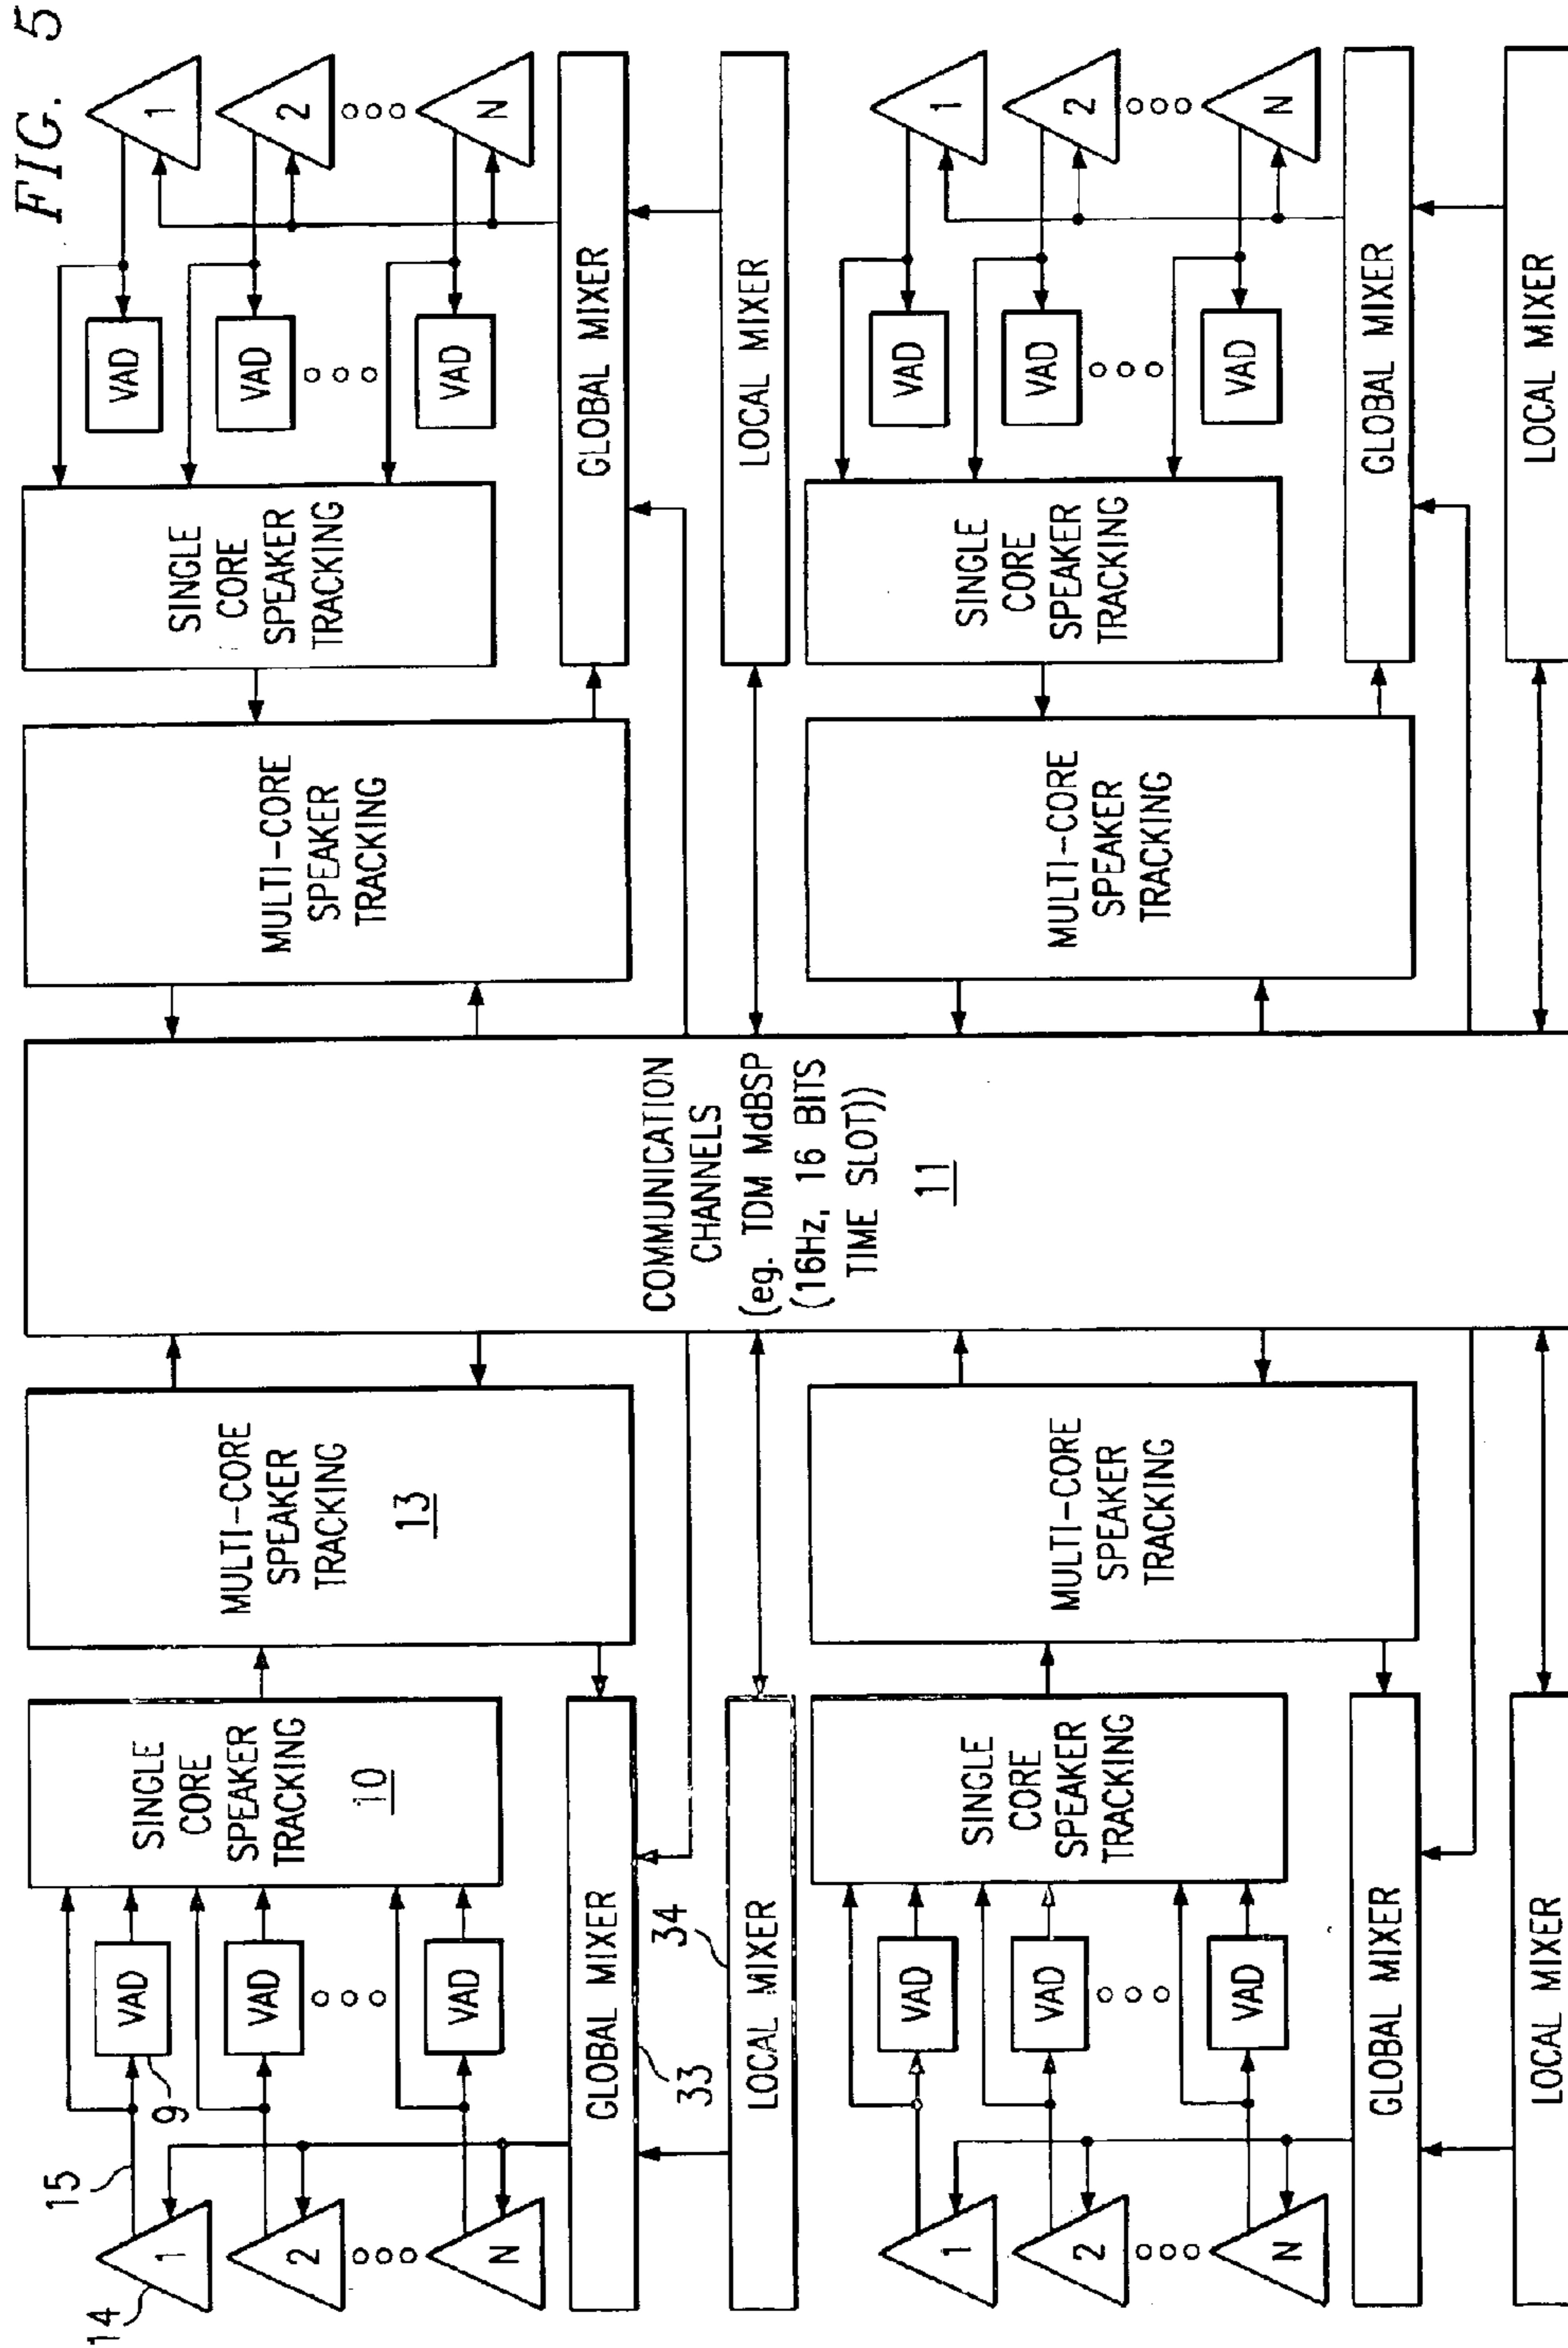 FIG. 5
14
15
1
2
N
9
VAD
VAD
VAD
SINGLE
CORE
SPEAKER
TRACKING
10
MULTI-CORE
SPEAKER
TRACKING
13
GLOBAL MIXER
33
34
LOCAL MIXER
COMMUNICATION
CHANNELS
(eg. TDM MdBSP
(16Hz, 16 BITS
TIME SLOT))
11
MULTI-CORE
SPEAKER
TRACKING
SINGLE
CORE
SPEAKER
TRACKING
VAD
VAD
VAD
1
2
N
GLOBAL MIXER
LOCAL MIXER
1
2
N
VAD
VAD
VAD
SINGLE
CORE
SPEAKER
TRACKING
MULTI-CORE
SPEAKER
TRACKING
GLOBAL MIXER
LOCAL MIXER
MULTI-CORE
SPEAKER
TRACKING
SINGLE
CORE
SPEAKER
TRACKING
VAD
VAD
VAD
1
2
N
GLOBAL MIXER
LOCAL MIXER